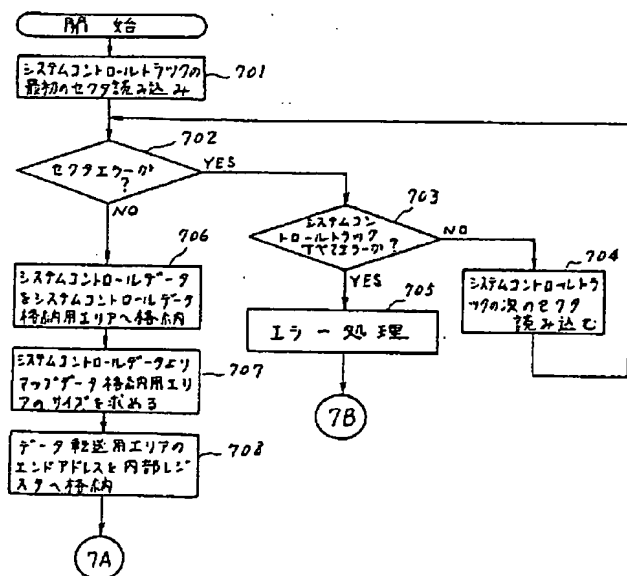 開始
システムコントロールトラックの
最初のセクタ読み込み
701
702
セクタエラーか
?
YES
NO
703
システムコン
トロールトラック
すべてエラーか?
NO
YES
704
システムコントロールトラ
ックの次のセクタ
読み込む
705
エラー処理
7B
706
システムコントロールデータ
をシステムコントロールデータ
格納用エリアへ格納
707
システムコントロールデータより
マップデータ格納用エリ
アのサイズを求める
708
データ転送用エリアの
エンドアドレスを内部レジ
スタへ格納
7A